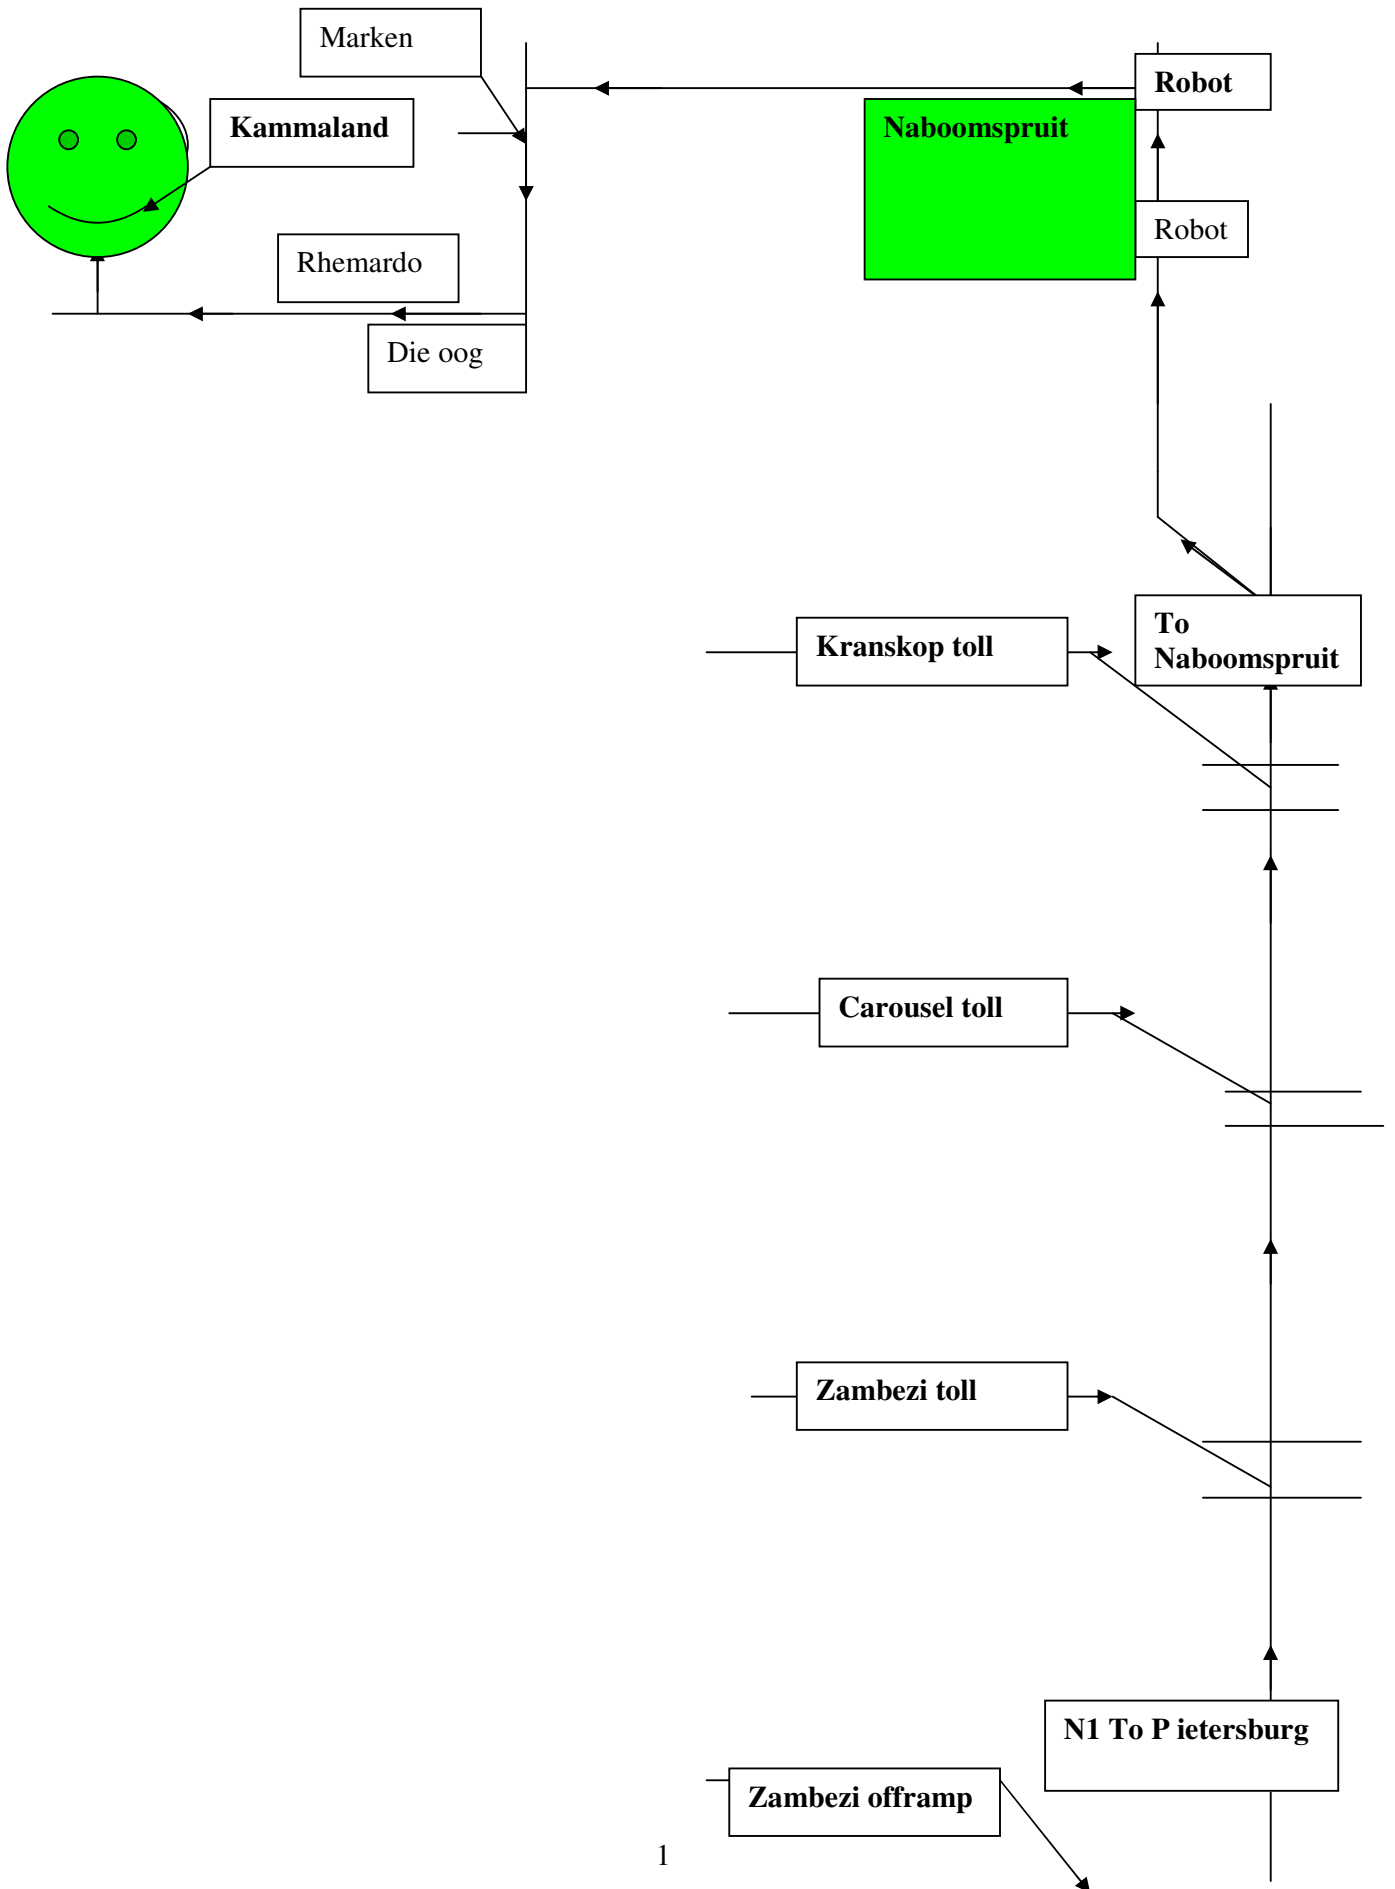 Marken
Robot
Kammaland
Naboomspruit
Robot
Rhemardo
Die oog
To
Naboomspruit
Kranskop toll
Carousel toll
Zambezi toll
N1 To P ietersburg
Zambezi offramp
1